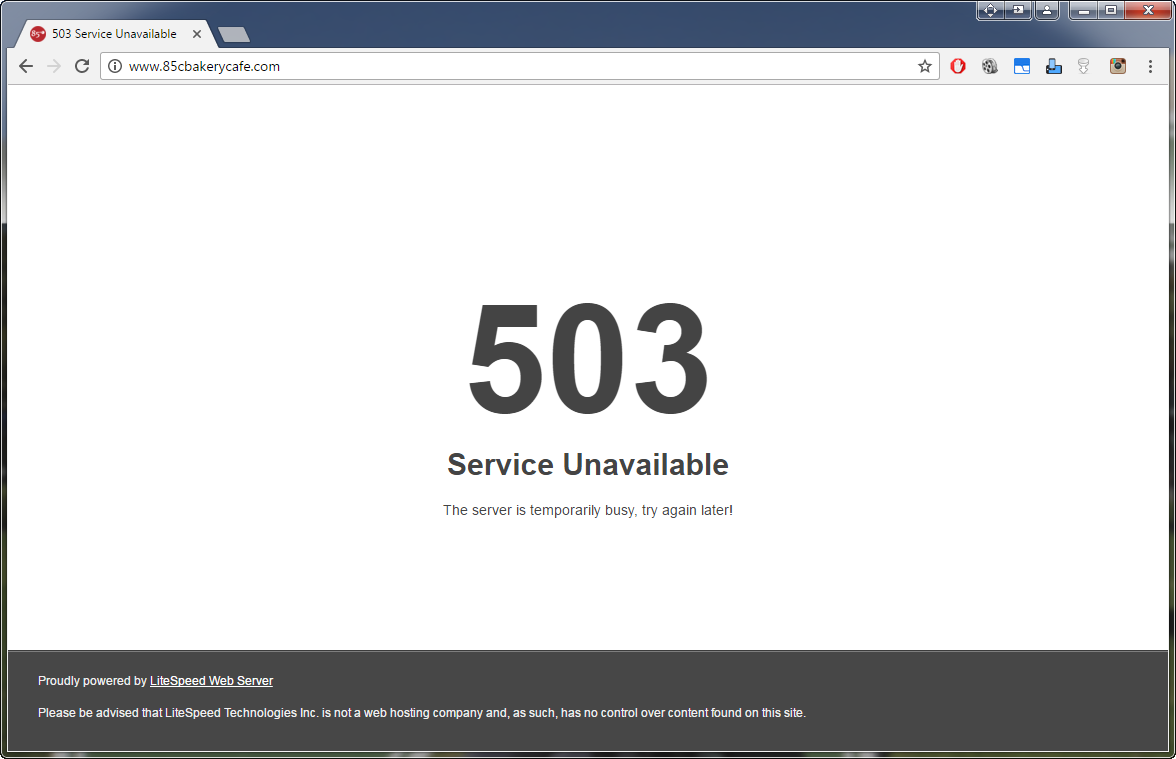 503 Service Unavailable
www.85cbakerycafe.com
503
Service Unavailable
The server is temporarily busy, try again later!
Proudly powered by LiteSpeed Web Server
Please be advised that LiteSpeed Technologies Inc. is not a web hosting company and, as such, has no control over content found on this site.